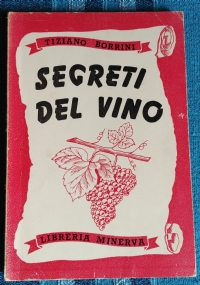 TIZIANO BORRINI
SEGRETI
DEL VINO
LIBRERIA MINERVA